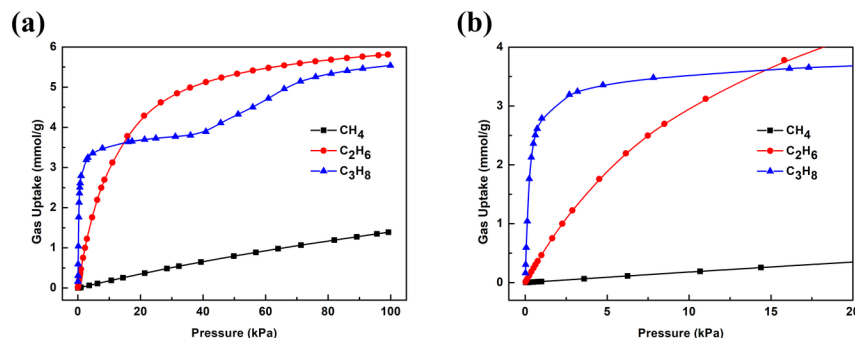 (a)
(b)
6
5
4
3
2
1
0
Gas Uptake (mmol/g)
CH4
C2H6
C3H8
0 20 40 60 80 100
Pressure (kPa)
4
3
2
1
0
Gas Uptake (mmol/g)
CH4
C2H6
C3H8
0 5 10 15 20
Pressure (kPa)